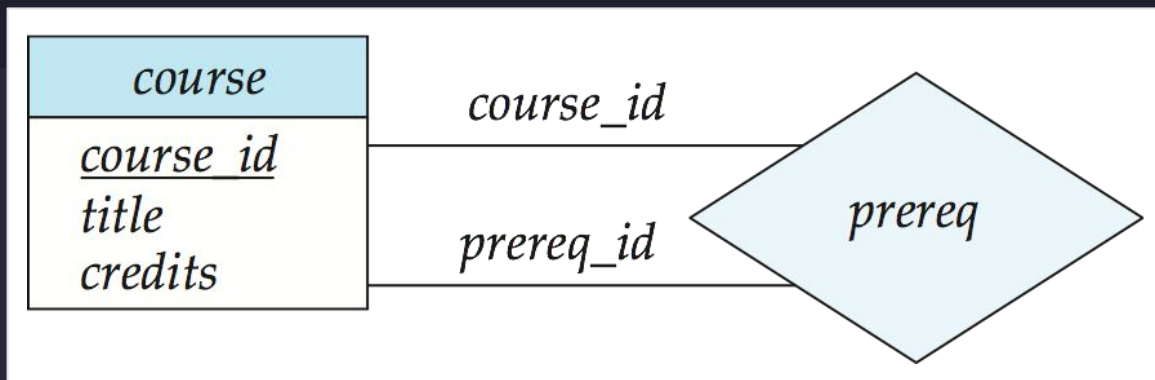 course
course_id
title
credits
course_id
prereq_id
prereq